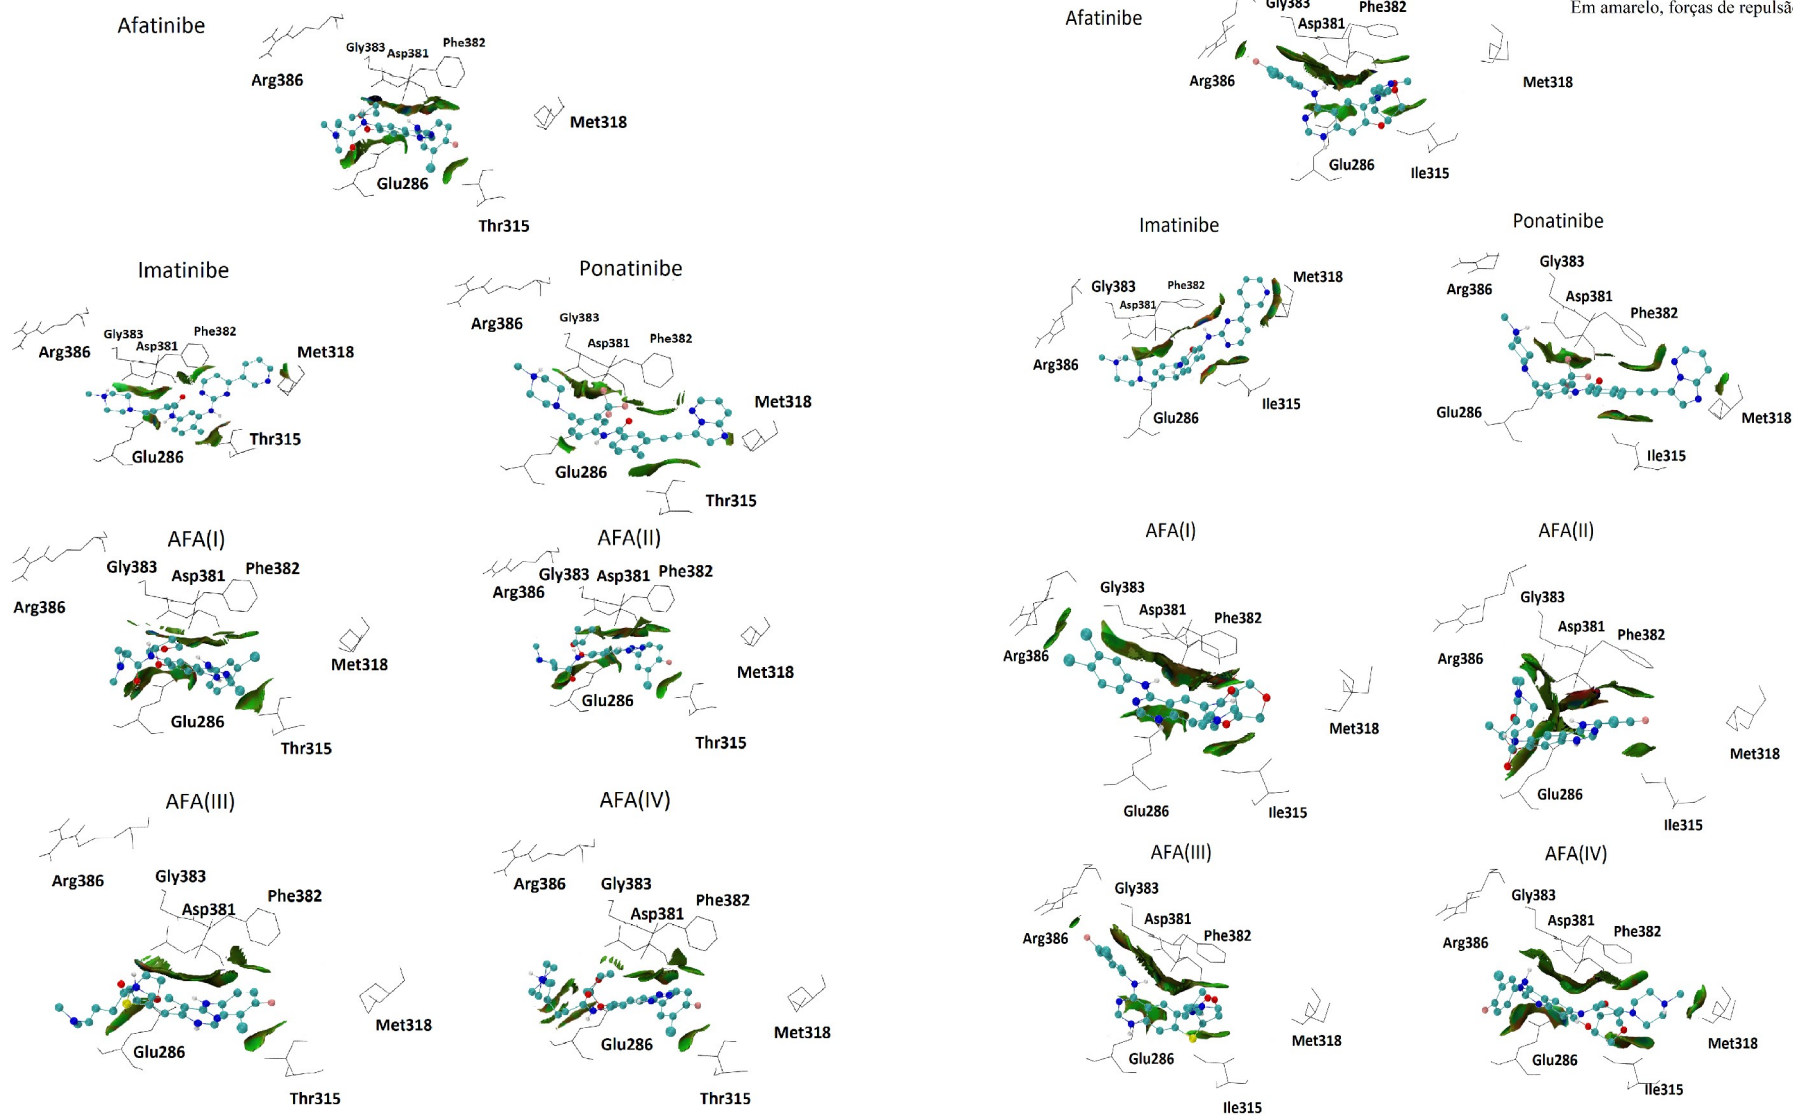 Afatinibe
Gly383 Asp381 Phe382
Arg386
Met318
Glu286
Thr315
Imatinibe
Gly383
Asp381
Phe382
Arg386
Met318
Thr315
Glu286
Ponatinibe
Arg386
Gly383
Asp381
Phe382
Met318
Glu286
Thr315
AFA(I)
Gly383 Asp381 Phe382
Arg386
Met318
Glu286
Thr315
AFA(II)
Arg386 Gly383 Asp381 Phe382
Met318
Glu286
Thr315
AFA(III)
Arg386
Gly383
Asp381
Phe382
Met318
Glu286
Thr315
AFA(IV)
Arg386
Gly383
Asp381
Phe382
Met318
Glu286
Thr315
Em amarelo, forças de repulsã
Afatinibe
Gly383
Asp381
Phe382
Arg386
Met318
Glu286
Ile315
Imatinibe
Met318
Gly383
Phe382
Asp381
Arg386
Ile315
Glu286
Ponatinibe
Gly383
Arg386
Asp381
Phe382
Glu286
Met318
Ile315
AFA(I)
Gly383
Asp381
Phe382
Arg386
Met318
Glu286
Ile315
AFA(II)
Gly383
Asp381
Phe382
Arg386
Met318
Glu286
Ile315
AFA(III)
Gly383
Asp381
Phe382
Arg386
Met318
Glu286
Ile315
AFA(IV)
Gly383
Asp381
Phe382
Arg386
Met318
Glu286
Ile315